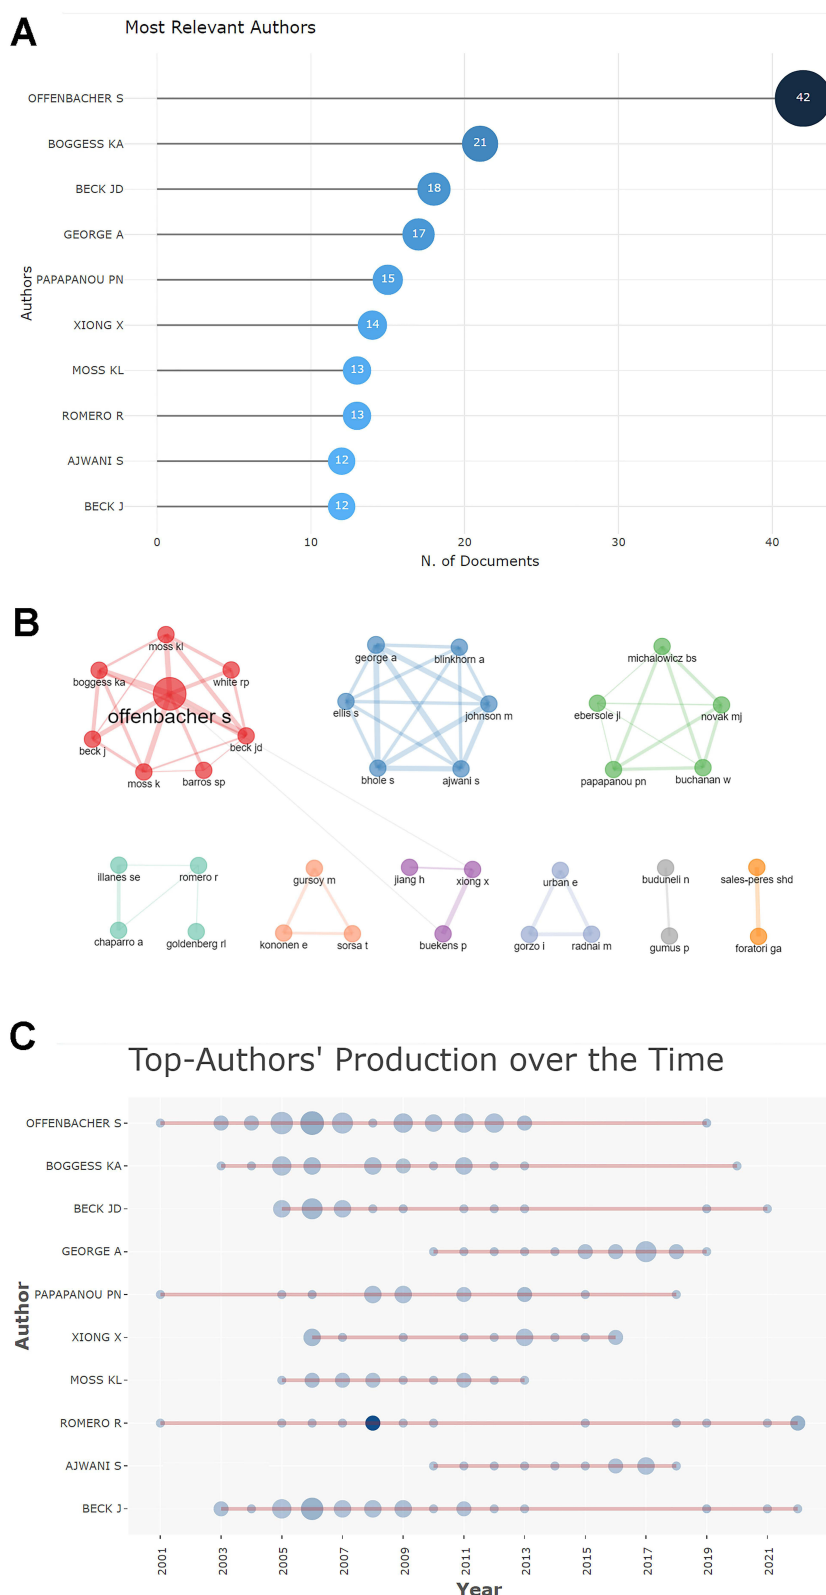 A
Most Relevant Authors
OFFENBACHER S
42
BOGGESS KA
21
BECK JD
18
GEORGE A
17
PAPAPANOU PN
15
XIONG X
14
MOSS KL
13
ROMERO R
13
AJWANI S
12
BECK J
12
Authors
0 10 20 30 40
N. of Documents
B
moss kl
boggess ka
white rp
offenbacher s
beck j
beck jd
moss k
barros sp
george a
blinkhorn a
ellis s
johnson m
bhole s
ajwani s
michalowicz bs
ebersole jl
novak mj
papapanou pn
buchanan w
illanes se
romero r
chaparro a
goldenberg rl
gursoy m
kononen e
sorsa t
jiang h
xiong x
buekens p
urban e
gorzo i
radnai m
buduneli n
gumus p
sales-peres shd
foratori ga
C
Top-Authors' Production over the Time
OFFENBACHER S
BOGGESS KA
BECK JD
GEORGE A
PAPAPANOU PN
XIONG X
MOSS KL
ROMERO R
AJWANI S
BECK J
Author
2001 2003 2005 2007 2009 2011 2013 2015 2017 2019 2021
Year